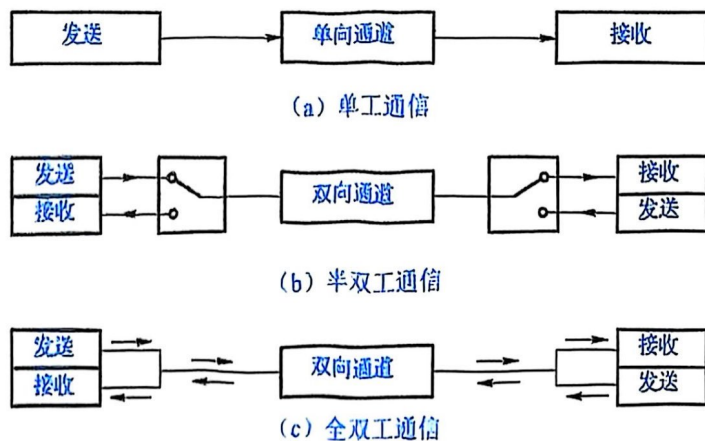 发送 单向通道 接收
(a) 单工通信
发送 接收
双向通道
接收 发送
(b) 半双工通信
发送 接收
双向通道
接收 发送
(c) 全双工通信